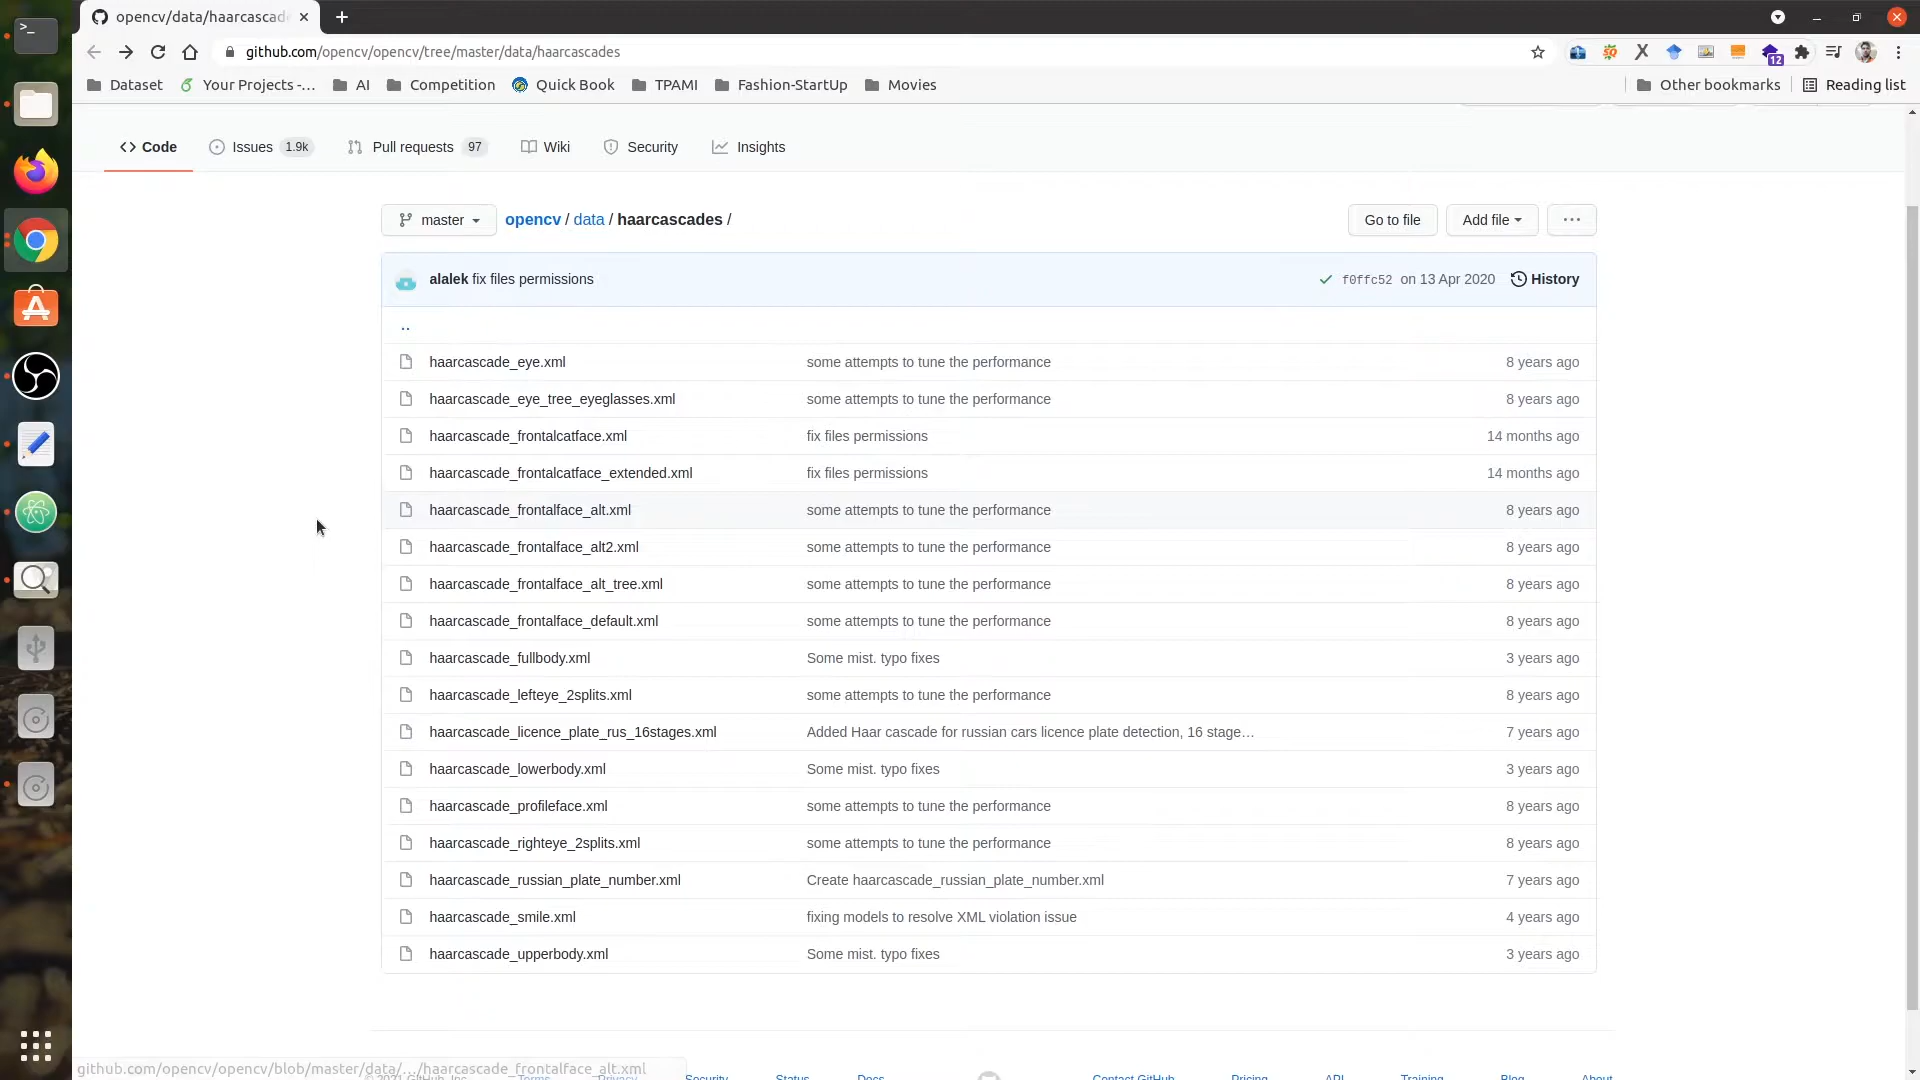 opencv/data/haarcascad
github.com/opencv/opencv/tree/master/data/haarcascades
12
Dataset
Your Projects -...
AI
Competition
Quick Book
TPAMI
Fashion-StartUp
Movies
Other bookmarks
Reading list
Code
Issues 1.9k
Pull requests 97
Wiki
Security
Insights
master
opencv / data / haarcascades /
Go to file
Add file
alalek fix files permissions
f0ffc52 on 13 Apr 2020
History
..
haarcascade_eye.xml some attempts to tune the performance 8 years ago
haarcascade_eye_tree_eyeglasses.xml some attempts to tune the performance 8 years ago
haarcascade_frontalcatface.xml fix files permissions 14 months ago
haarcascade_frontalcatface_extended.xml fix files permissions 14 months ago
haarcascade_frontalface_alt.xml some attempts to tune the performance 8 years ago
haarcascade_frontalface_alt2.xml some attempts to tune the performance 8 years ago
haarcascade_frontalface_alt_tree.xml some attempts to tune the performance 8 years ago
haarcascade_frontalface_default.xml some attempts to tune the performance 8 years ago
haarcascade_fullbody.xml Some mist. typo fixes 3 years ago
haarcascade_lefteye_2splits.xml some attempts to tune the performance 8 years ago
haarcascade_licence_plate_rus_16stages.xml Added Haar cascade for russian cars licence plate detection, 16 stage… 7 years ago
haarcascade_lowerbody.xml Some mist. typo fixes 3 years ago
haarcascade_profileface.xml some attempts to tune the performance 8 years ago
haarcascade_righteye_2splits.xml some attempts to tune the performance 8 years ago
haarcascade_russian_plate_number.xml Create haarcascade_russian_plate_number.xml 7 years ago
haarcascade_smile.xml fixing models to resolve XML violation issue 4 years ago
haarcascade_upperbody.xml Some mist. typo fixes 3 years ago
github.com/opencv/opencv/blob/master/data/.../haarcascade_frontalface_alt.xml
© 2021 GitHub, Inc. Terms Privacy Security Status Docs Contact GitHub Pricing API Training Blog About